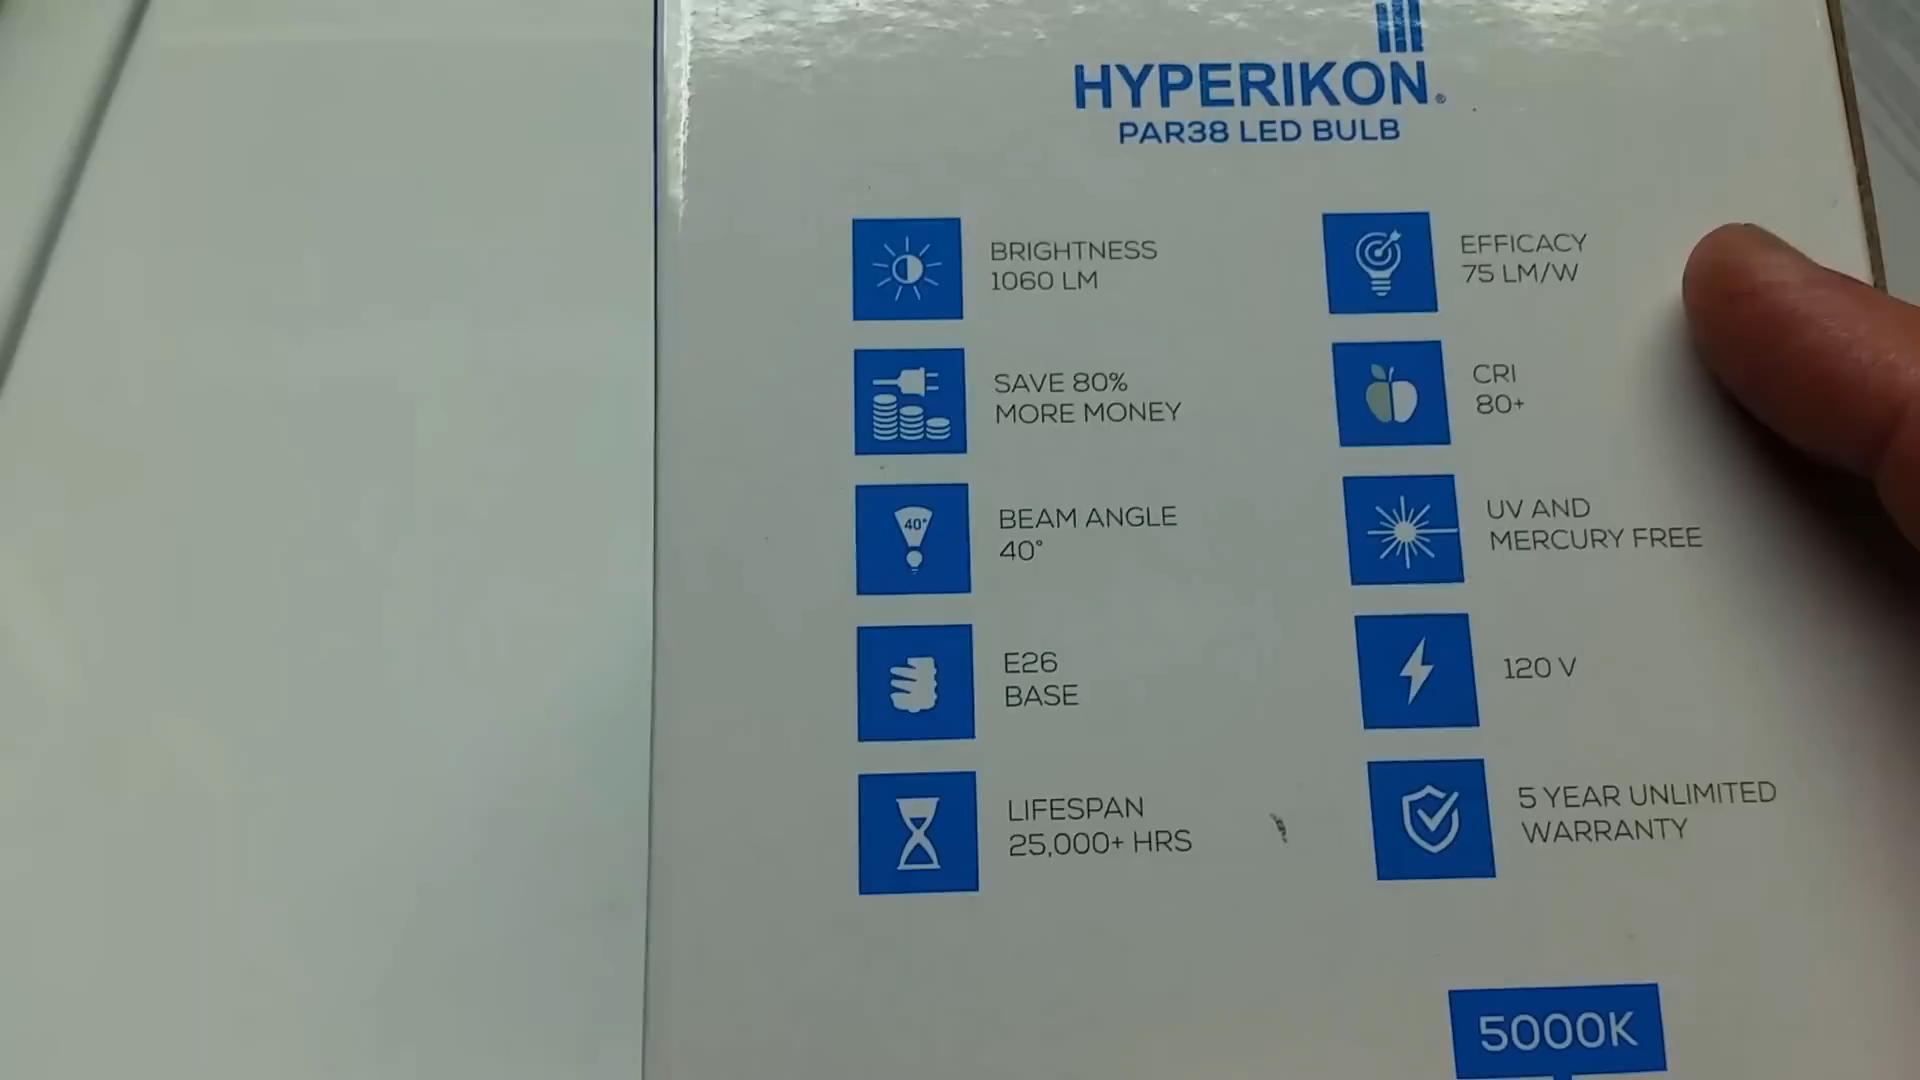 HYPERIKON®
PAR38 LED BULB
BRIGHTNESS
1060 LM
EFFICACY
75 LM/W
SAVE 80%
MORE MONEY
CRI
80+
40°
BEAM ANGLE
40°
UV AND
MERCURY FREE
E26
BASE
120 V
LIFESPAN
25,000+ HRS
5 YEAR UNLIMITED
WARRANTY
5000K